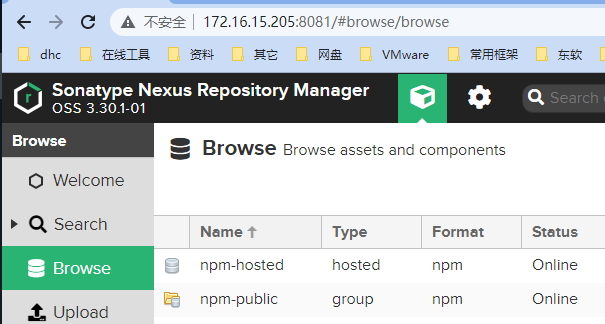 不安全 | 172.16.15.205:8081/#browse/browse
dhc 在线工具 资料 其它 网盘 VMware 常用框架 东软
Sonatype Nexus Repository Manager
OSS 3.30.1-01
Search
Browse
Browse Browse assets and components
Welcome
Search
Name Type Format Status
Browse
npm-hosted hosted npm Online
npm-public group npm Online
Upload